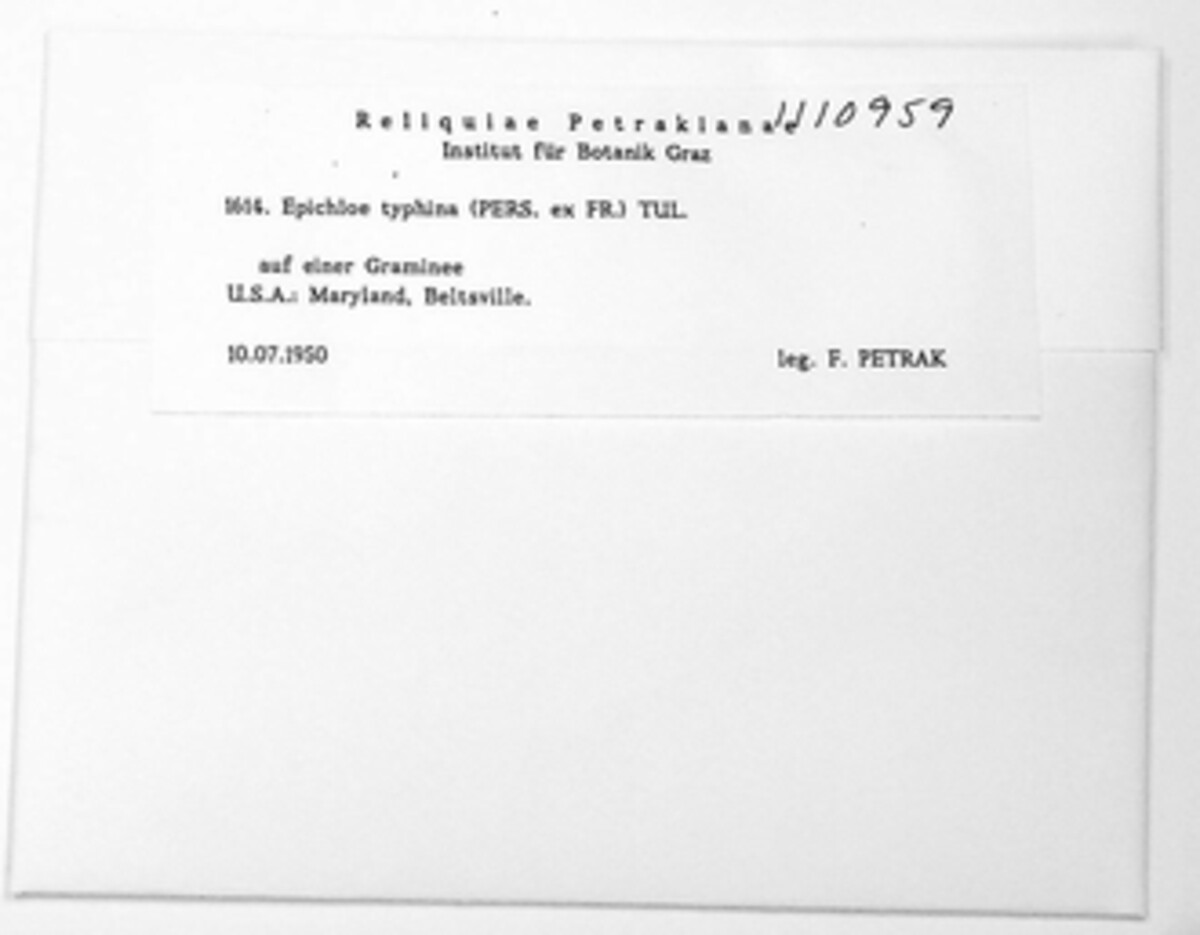 Reliquiae Petrakianae
1110959
Institut für Botanik Graz
1614. Epichloe typhina (PERS. ex FR.) TUL.
auf einer Graminee
U.S.A.: Maryland, Beltsville.
10.07.1950 leg. F. PETRAK